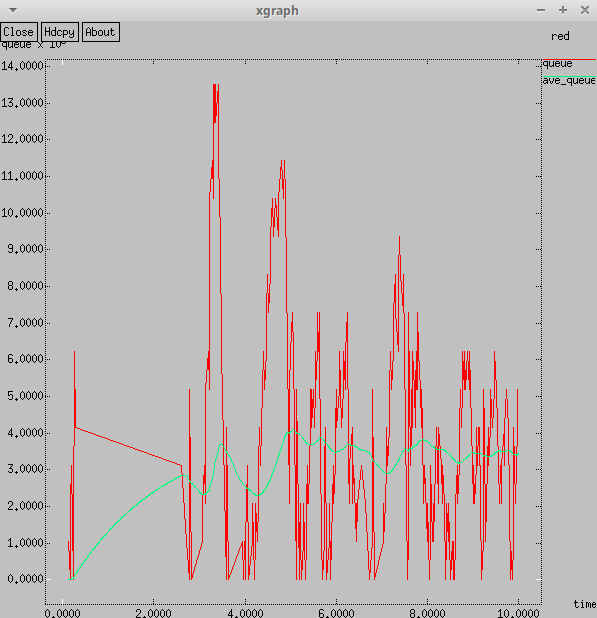 xgraph
Close Hdcpy About
red
queue x 10
queue
ave_queue
14.0000
13.0000
12.0000
11.0000
10.0000
9.0000
8.0000
7.0000
6.0000
5.0000
4.0000
3.0000
2.0000
1.0000
0.0000
time
0.0000 2.0000 4.0000 6.0000 8.0000 10.0000